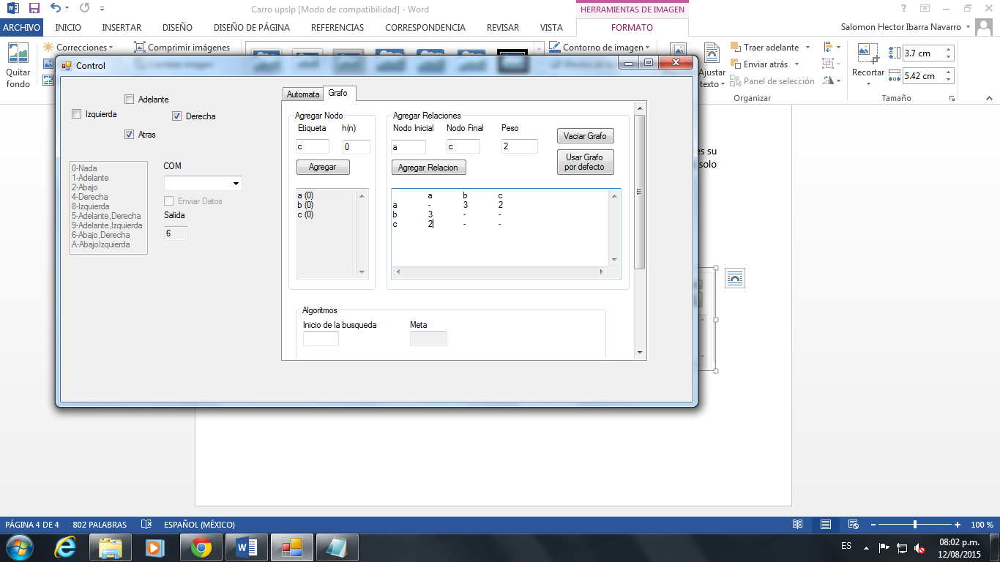 Carro upslp [Modo de compatibilidad] - Word
HERRAMIENTAS DE IMAGEN
?
ARCHIVO INICIO INSERTAR DISEÑO DISEÑO DE PÁGINA REFERENCIAS CORRESPONDENCIA REVISAR VISTA FORMATO
Salomon Hector Ibarra Navarro
Quitar fondo
Correcciones
Comprimir imágenes
Contorno de imagen
Ajustar
texto
Traer adelante
Enviar atrás
Panel de selección
Organizar
Recortar
3.7 cm
5.42 cm
Tamaño
es su
solo
Control
Adelante
Izquierda
Derecha
Atras
0-Nada
1-Adelante
2-Abajo
4-Derecha
8-Izquierda
5-Adelante,Derecha
9-Adelante,Izquierda
6-Abajo,Derecha
A-AbajoIzquierda
COM
Enviar Datos
Salida
6
Automata Grafo
Agregar Nodo
Etiqueta h(n)
c 0
Agregar
a (0)
b (0)
c (0)
Agregar Relaciones
Nodo Inicial Nodo Final Peso
a c 2
Agregar Relacion
Vaciar Grafo
Usar Grafo
por defecto
a b c
a - 3 2
b 3 - -
c 2 - -
Algoritmos
Inicio de la busqueda Meta
PÁGINA 4 DE 4 802 PALABRAS ESPAÑOL (MÉXICO)
100 %
ES
08:02 p.m.
12/08/2015